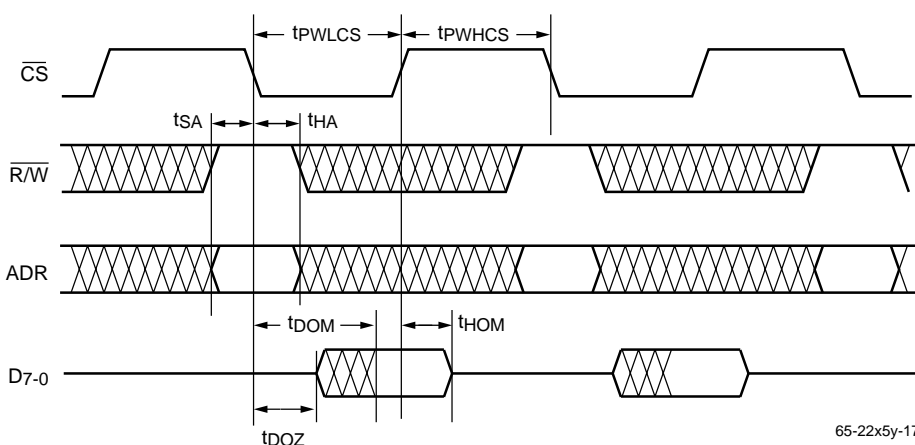 tPWLCS tPWHCS
CS
tSA tHA
R/W
ADR
tDOM tHOM
D7-0
tDOZ
65-22x5y-17